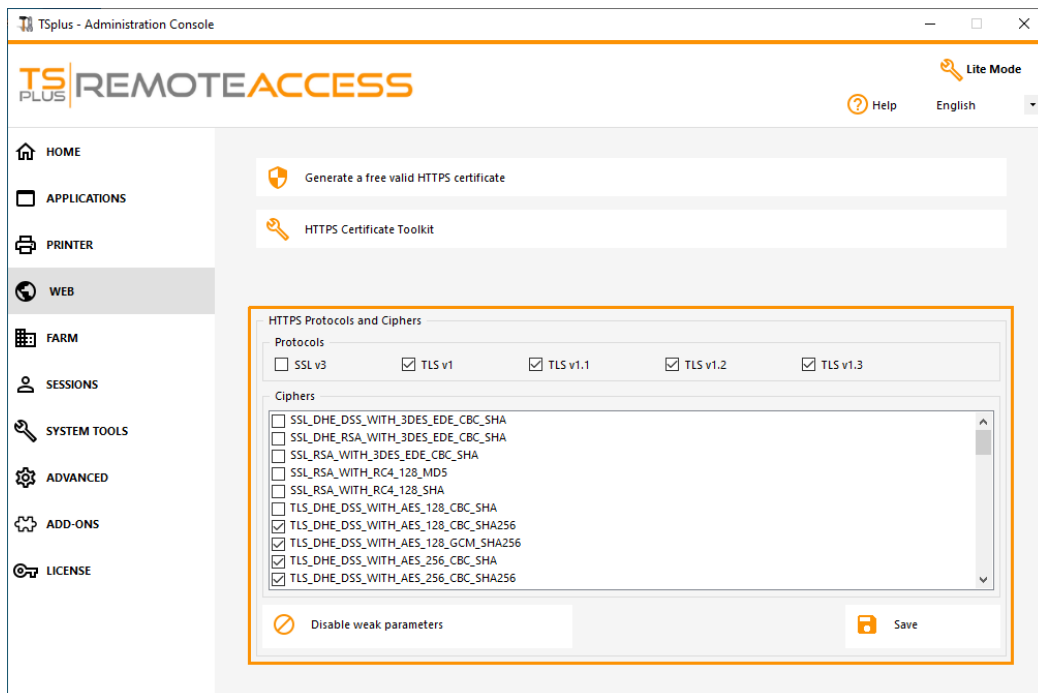 TSplus - Administration Console
TS PLUS REMOTEACCESS
Lite Mode
Help English
HOME
APPLICATIONS
PRINTER
WEB
FARM
SESSIONS
SYSTEM TOOLS
ADVANCED
ADD-ONS
LICENSE
Generate a free valid HTTPS certificate
HTTPS Certificate Toolkit
HTTPS Protocols and Ciphers
Protocols
SSL v3 TLS v1 TLS v1.1 TLS v1.2 TLS v1.3
Ciphers
SSL_DHE_DSS_WITH_3DES_EDE_CBC_SHA
SSL_DHE_RSA_WITH_3DES_EDE_CBC_SHA
SSL_RSA_WITH_3DES_EDE_CBC_SHA
SSL_RSA_WITH_RC4_128_MD5
SSL_RSA_WITH_RC4_128_SHA
TLS_DHE_DSS_WITH_AES_128_CBC_SHA
TLS_DHE_DSS_WITH_AES_128_CBC_SHA256
TLS_DHE_DSS_WITH_AES_128_GCM_SHA256
TLS_DHE_DSS_WITH_AES_256_CBC_SHA
TLS_DHE_DSS_WITH_AES_256_CBC_SHA256
Disable weak parameters
Save